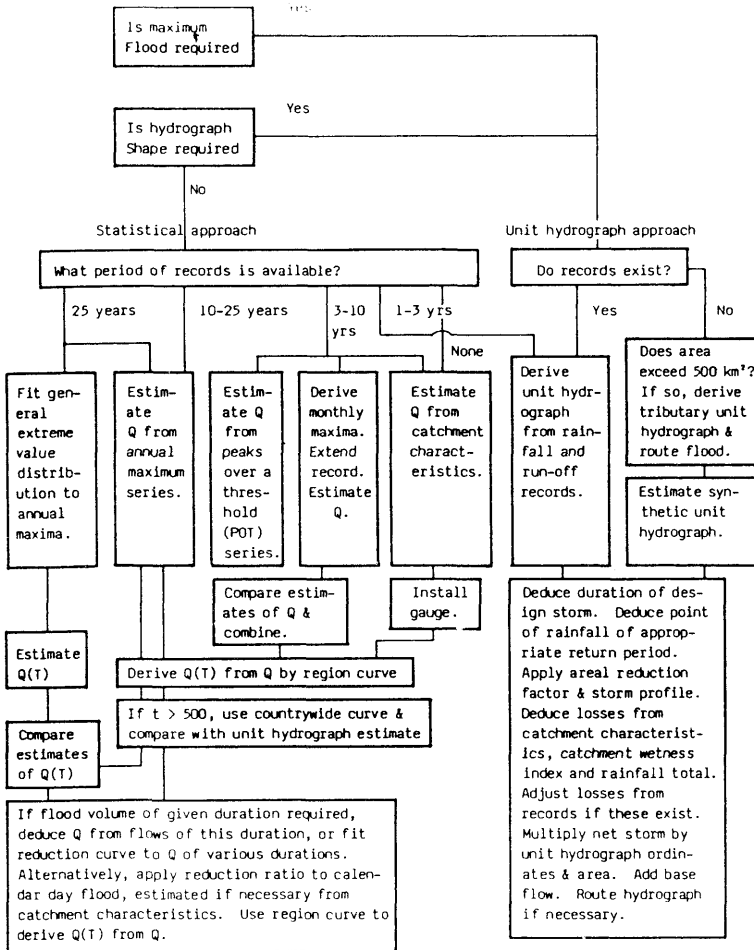 Yes
Is maximum
Flood required
Yes
Is hydrograph
Shape required
No
Statistical approach
Unit hydrograph approach
What period of records is available?
Do records exist?
25 years
10-25 years
3-10
yrs
1-3 yrs
None
Yes
No
Fit gen-
eral
extreme
value
distrib-
ution to
annual
maxima.
Estim-
ate
Q from
annual
maximum
series.
Estim-
ate Q
from
peaks
over a
thres-
hold
(POT)
series.
Derive
monthly
maxima.
Extend
record.
Estimate
Q.
Estimate
Q from
catchment
charact-
eristics.
Derive
unit hydr-
ograph
from rain-
fall and
run-off
records.
Does area
exceed 500 km²?
If so, derive
tributary unit
hydrograph &
route flood.
Estimate syn-
thetic unit
hydrograph.
Compare estim-
ates of Q &
combine.
Install
gauge.
Estimate
Q(T)
Derive Q(T) from Q by region curve
If t > 500, use countrywide curve &
compare with unit hydrograph estimate
Compare
estimates
of Q(T)
If flood volume of given duration required,
deduce Q from flows of this duration, or fit
reduction curve to Q of various durations.
Alternatively, apply reduction ratio to calen-
dar day flood, estimated if necessary from
catchment characteristics. Use region curve to
derive Q(T) from Q.
Deduce duration of des-
ign storm. Deduce point
of rainfall of approp-
riate return period.
Apply areal reduction
factor & storm profile.
Deduce losses from
catchment characterist-
ics, catchment wetness
index and rainfall total.
Adjust losses from
records if these exist.
Multiply net storm by
unit hydrograph ordin-
ates & area. Add base
flow. Route hydrograph
if necessary.